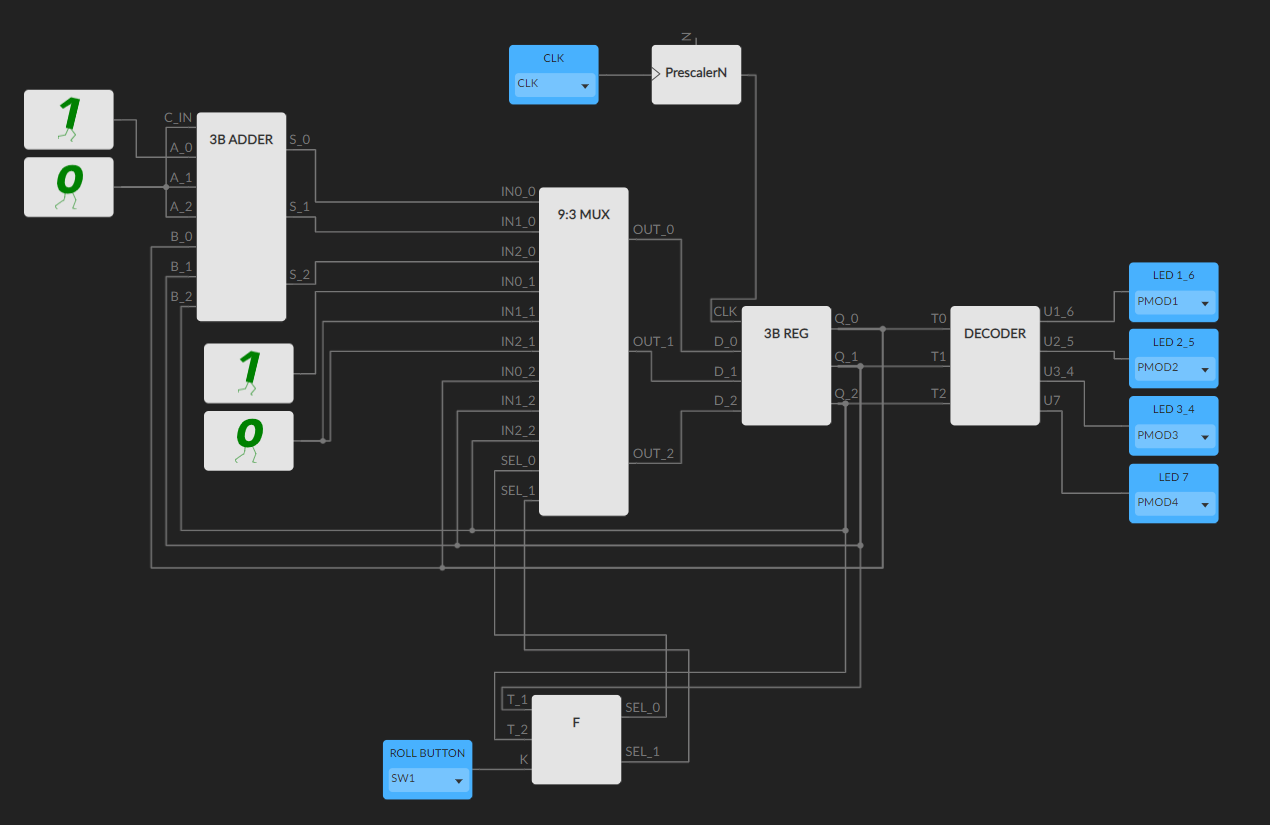 N
CLK
CLK
PrescalerN
1
0
C_IN
A_0
A_1
A_2
B_0
B_1
B_2
3B ADDER
S_0
S_1
S_2
1
0
IN0_0
IN1_0
IN2_0
IN0_1
IN1_1
IN2_1
IN0_2
IN1_2
IN2_2
SEL_0
SEL_1
9:3 MUX
OUT_0
OUT_1
OUT_2
CLK
D_0
D_1
D_2
3B REG
Q_0
Q_1
Q_2
T0
T1
T2
DECODER
U1_6
U2_5
U3_4
U7
LED 1_6
PMOD1
LED 2_5
PMOD2
LED 3_4
PMOD3
LED 7
PMOD4
T_1
T_2
K
F
SEL_0
SEL_1
ROLL BUTTON
SW1